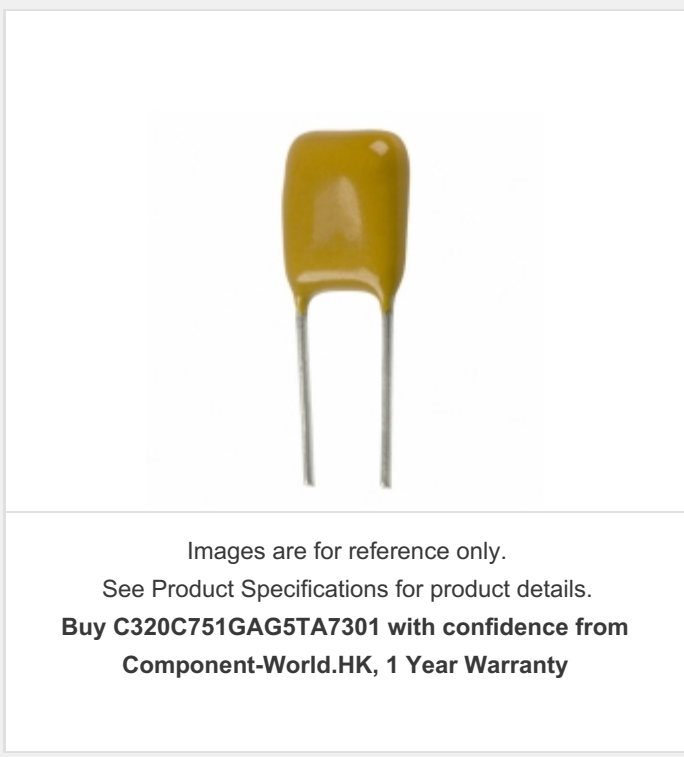 Images are for reference only.
See Product Specifications for product details.
Buy C320C751GAG5TA7301 with confidence from
Component-World.HK, 1 Year Warranty